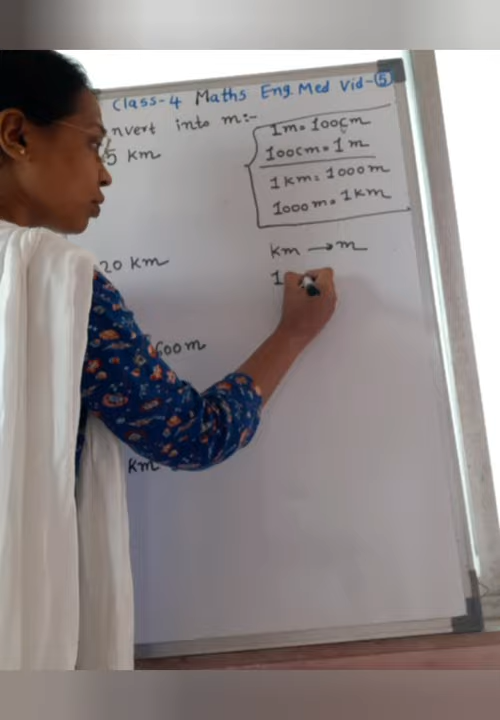 Class-4 Maths Eng. Med Vid-5
nvert into m:-
5 km
1m = 100cm
100cm = 1m
1km = 1000m
1000m = 1km
20 km
km → m
1
600m
km